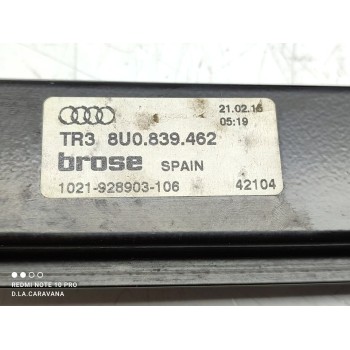 21.02.16
05:19
TR3 8U0.839.462
brose SPAIN
1021-928903-106 42104
REDMI NOTE 10 PRO
D.LA.CARAVANA